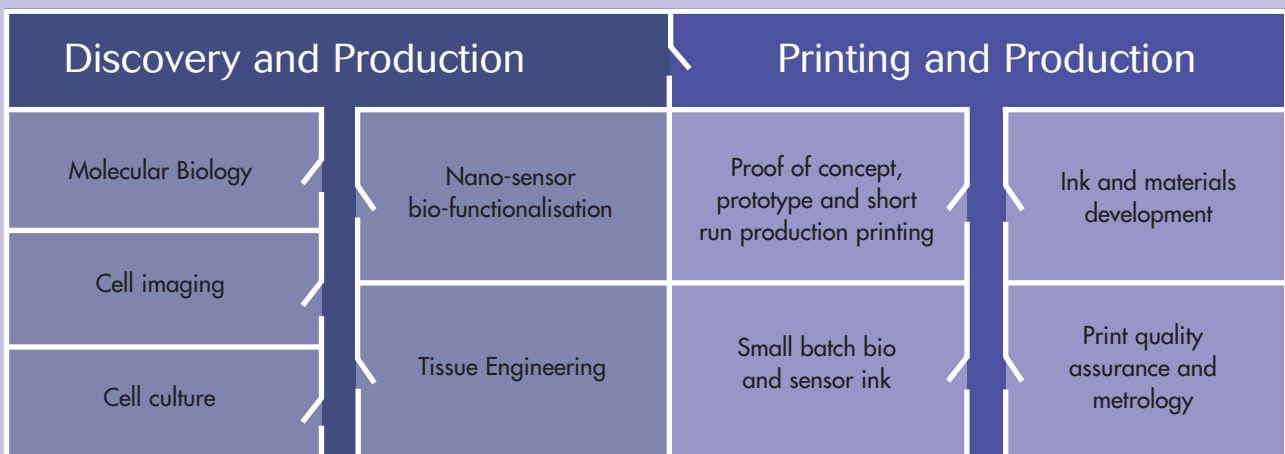 Discovery and Production
Printing and Production
Molecular Biology
Cell imaging
Cell culture
Nano-sensor
bio-functionalisation
Tissue Engineering
Proof of concept,
prototype and short
run production printing
Small batch bio
and sensor ink
Ink and materials
development
Print quality
assurance and
metrology